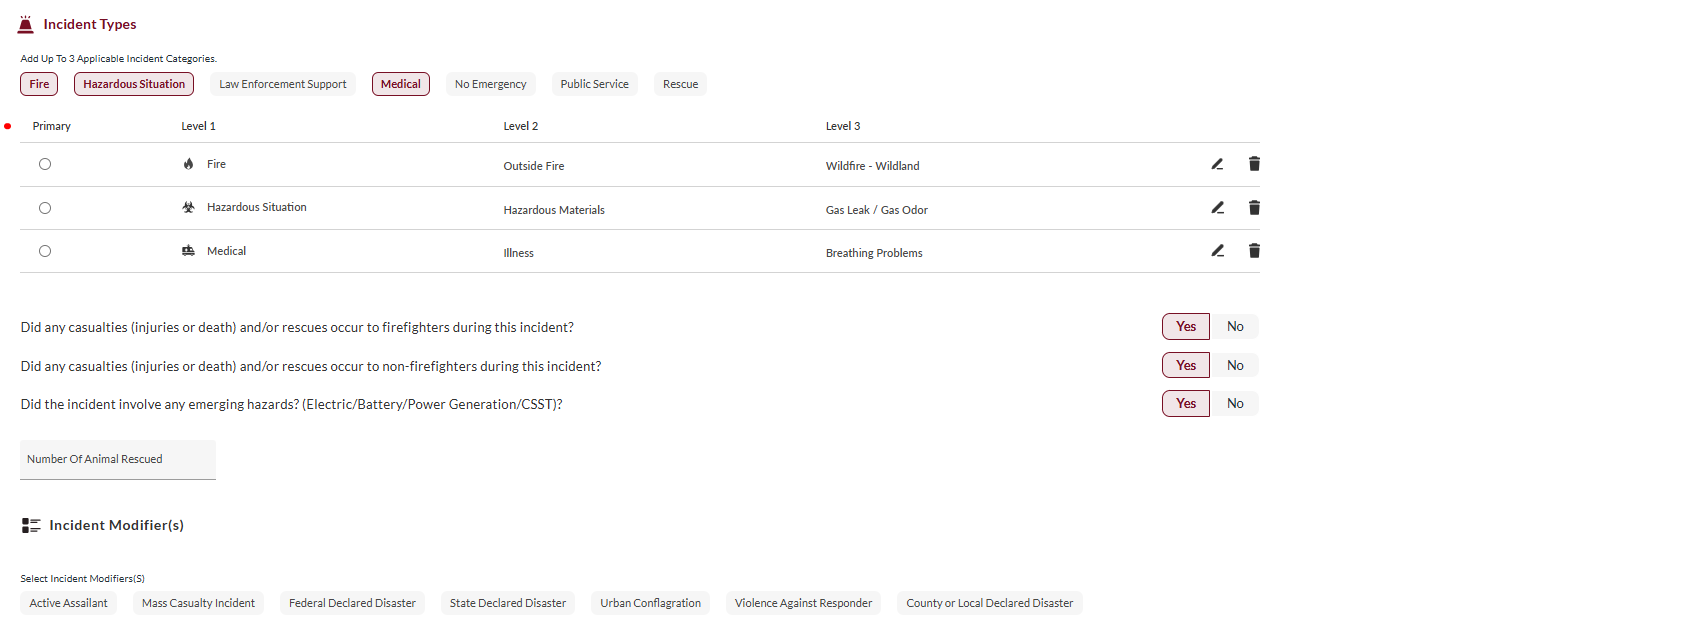 Incident Types
Add Up To 3 Applicable Incident Categories.
Fire Hazardous Situation Law Enforcement Support Medical No Emergency Public Service Rescue
Primary Level 1 Level 2 Level 3
Fire Outside Fire Wildfire - Wildland
Hazardous Situation Hazardous Materials Gas Leak / Gas Odor
Medical Illness Breathing Problems
Did any casualties (injuries or death) and/or rescues occur to firefighters during this incident? Yes No
Did any casualties (injuries or death) and/or rescues occur to non-firefighters during this incident? Yes No
Did the incident involve any emerging hazards? (Electric/Battery/Power Generation/CSST)? Yes No
Number Of Animal Rescued
Incident Modifier(s)
Select Incident Modifiers(S)
Active Assailant Mass Casualty Incident Federal Declared Disaster State Declared Disaster Urban Conflagration Violence Against Responder County or Local Declared Disaster